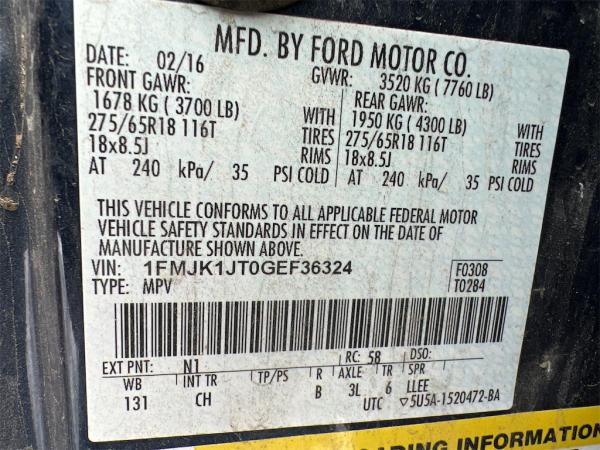 MFD. BY FORD MOTOR CO.
DATE: 02/16 GVWR: 3520 KG (7760 LB)
FRONT GAWR: REAR GAWR:
1678 KG (3700 LB) WITH 1950 KG (4300 LB) WITH
275/65R18 116T TIRES 275/65R18 116T TIRES
18x8.5J RIMS 18x8.5J RIMS
AT 240 kPa/ 35 PSI COLD AT 240 kPa/ 35 PSI COLD
THIS VEHICLE CONFORMS TO ALL APPLICABLE FEDERAL MOTOR
VEHICLE SAFETY STANDARDS IN EFFECT ON THE DATE OF
MANUFACTURE SHOWN ABOVE.
VIN: 1FMJK1JT0GEF36324 F0308
TYPE: MPV T0284
EXT PNT: N1 RC: 58 DSO:
WB INT TR TP/PS R AXLE TR SPR
131 CH B 3L 6 LLEE
UTC ▽5U5A-1520472-BA
ADING INFORMATION